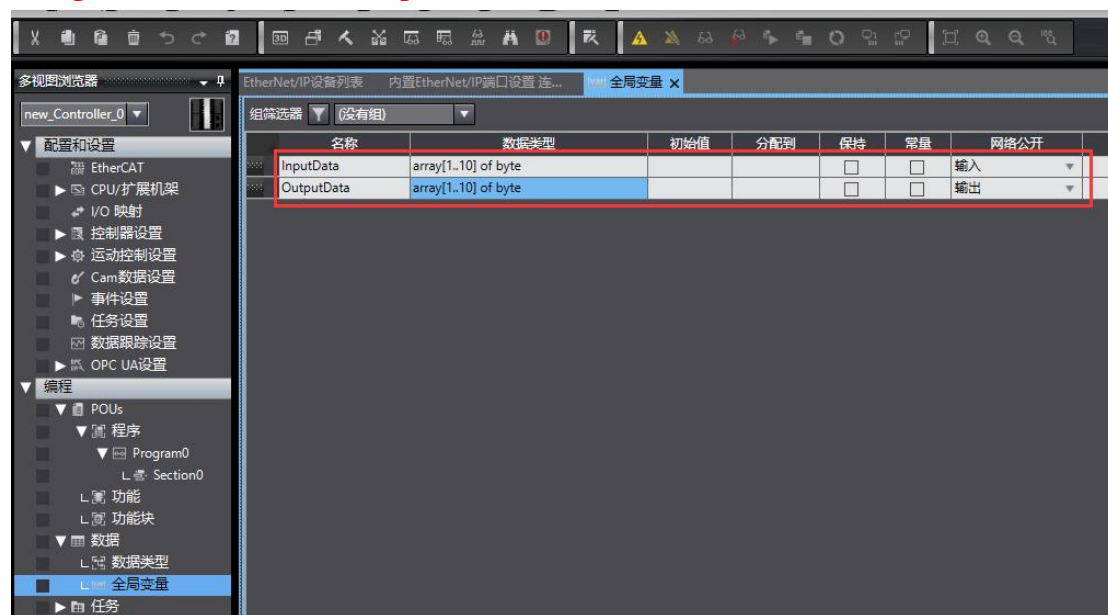 多视图浏览器
EtherNet/IP设备列表 内置EtherNet/IP端口设置 连... 全局变量
new_Controller_0
组筛选器 (没有组)
配置和设置
EtherCAT
CPU/扩展机架
I/O 映射
控制器设置
运动控制设置
Cam数据设置
事件设置
任务设置
数据跟踪设置
OPC UA设置
编程
POUs
程序
Program0
Section0
功能
功能块
数据
数据类型
全局变量
任务
名称 数据类型 初始值 分配到 保持 常量 网络公开
InputData array[1..10] of byte 输入
OutputData array[1..10] of byte 输出